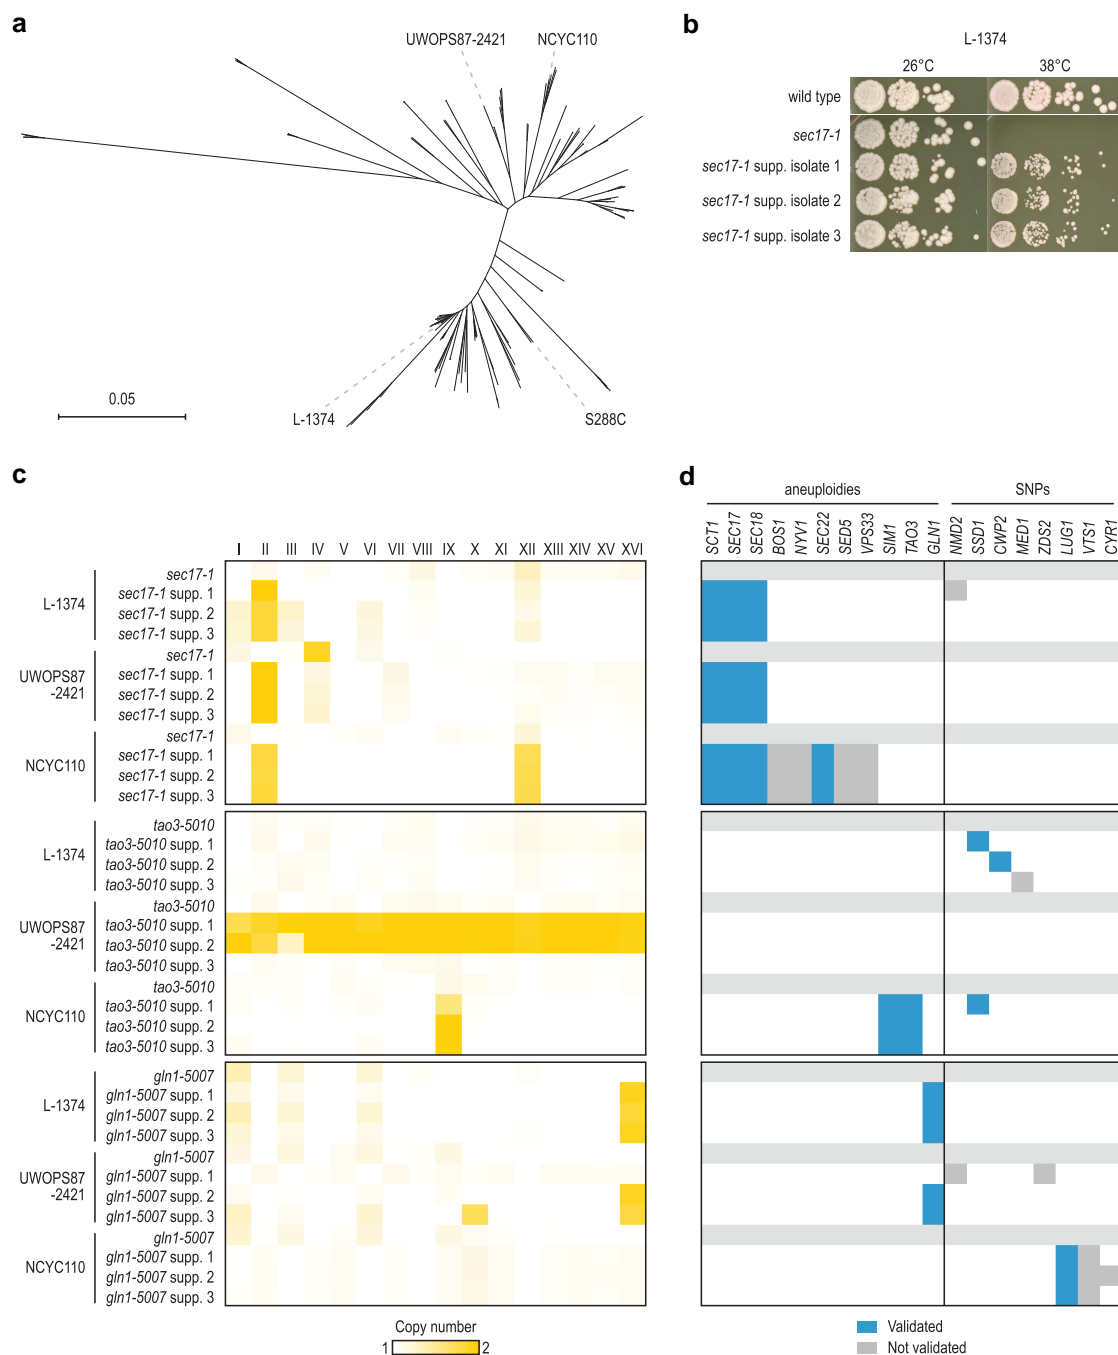 a
UWOPS87-2421
NCYC110
0.05
L-1374
S288C
b
L-1374
26°C
38°C
wild type
sec17-1
sec17-1 supp. isolate 1
sec17-1 supp. isolate 2
sec17-1 supp. isolate 3
c
I II III IV V VI VII VIII IX X XI XII XIII XIV XV XVI
L-1374
sec17-1
sec17-1 supp. 1
sec17-1 supp. 2
sec17-1 supp. 3
UWOPS87
-2421
sec17-1
sec17-1 supp. 1
sec17-1 supp. 2
sec17-1 supp. 3
NCYC110
sec17-1
sec17-1 supp. 1
sec17-1 supp. 2
sec17-1 supp. 3
L-1374
tao3-5010
tao3-5010 supp. 1
tao3-5010 supp. 2
tao3-5010 supp. 3
UWOPS87
-2421
tao3-5010
tao3-5010 supp. 1
tao3-5010 supp. 2
tao3-5010 supp. 3
NCYC110
tao3-5010
tao3-5010 supp. 1
tao3-5010 supp. 2
tao3-5010 supp. 3
L-1374
gln1-5007
gln1-5007 supp. 1
gln1-5007 supp. 2
gln1-5007 supp. 3
UWOPS87
-2421
gln1-5007
gln1-5007 supp. 1
gln1-5007 supp. 2
gln1-5007 supp. 3
NCYC110
gln1-5007
gln1-5007 supp. 1
gln1-5007 supp. 2
gln1-5007 supp. 3
Copy number
1 2
d
aneuploidies
SNPs
SCT1
SEC17
SEC18
BOS1
NYV1
SEC22
SED5
VPS33
SIM1
TAO3
GLN1
NMD2
SSD1
CWP2
MED1
ZDS2
LUG1
VTS1
CYR1
Validated
Not validated